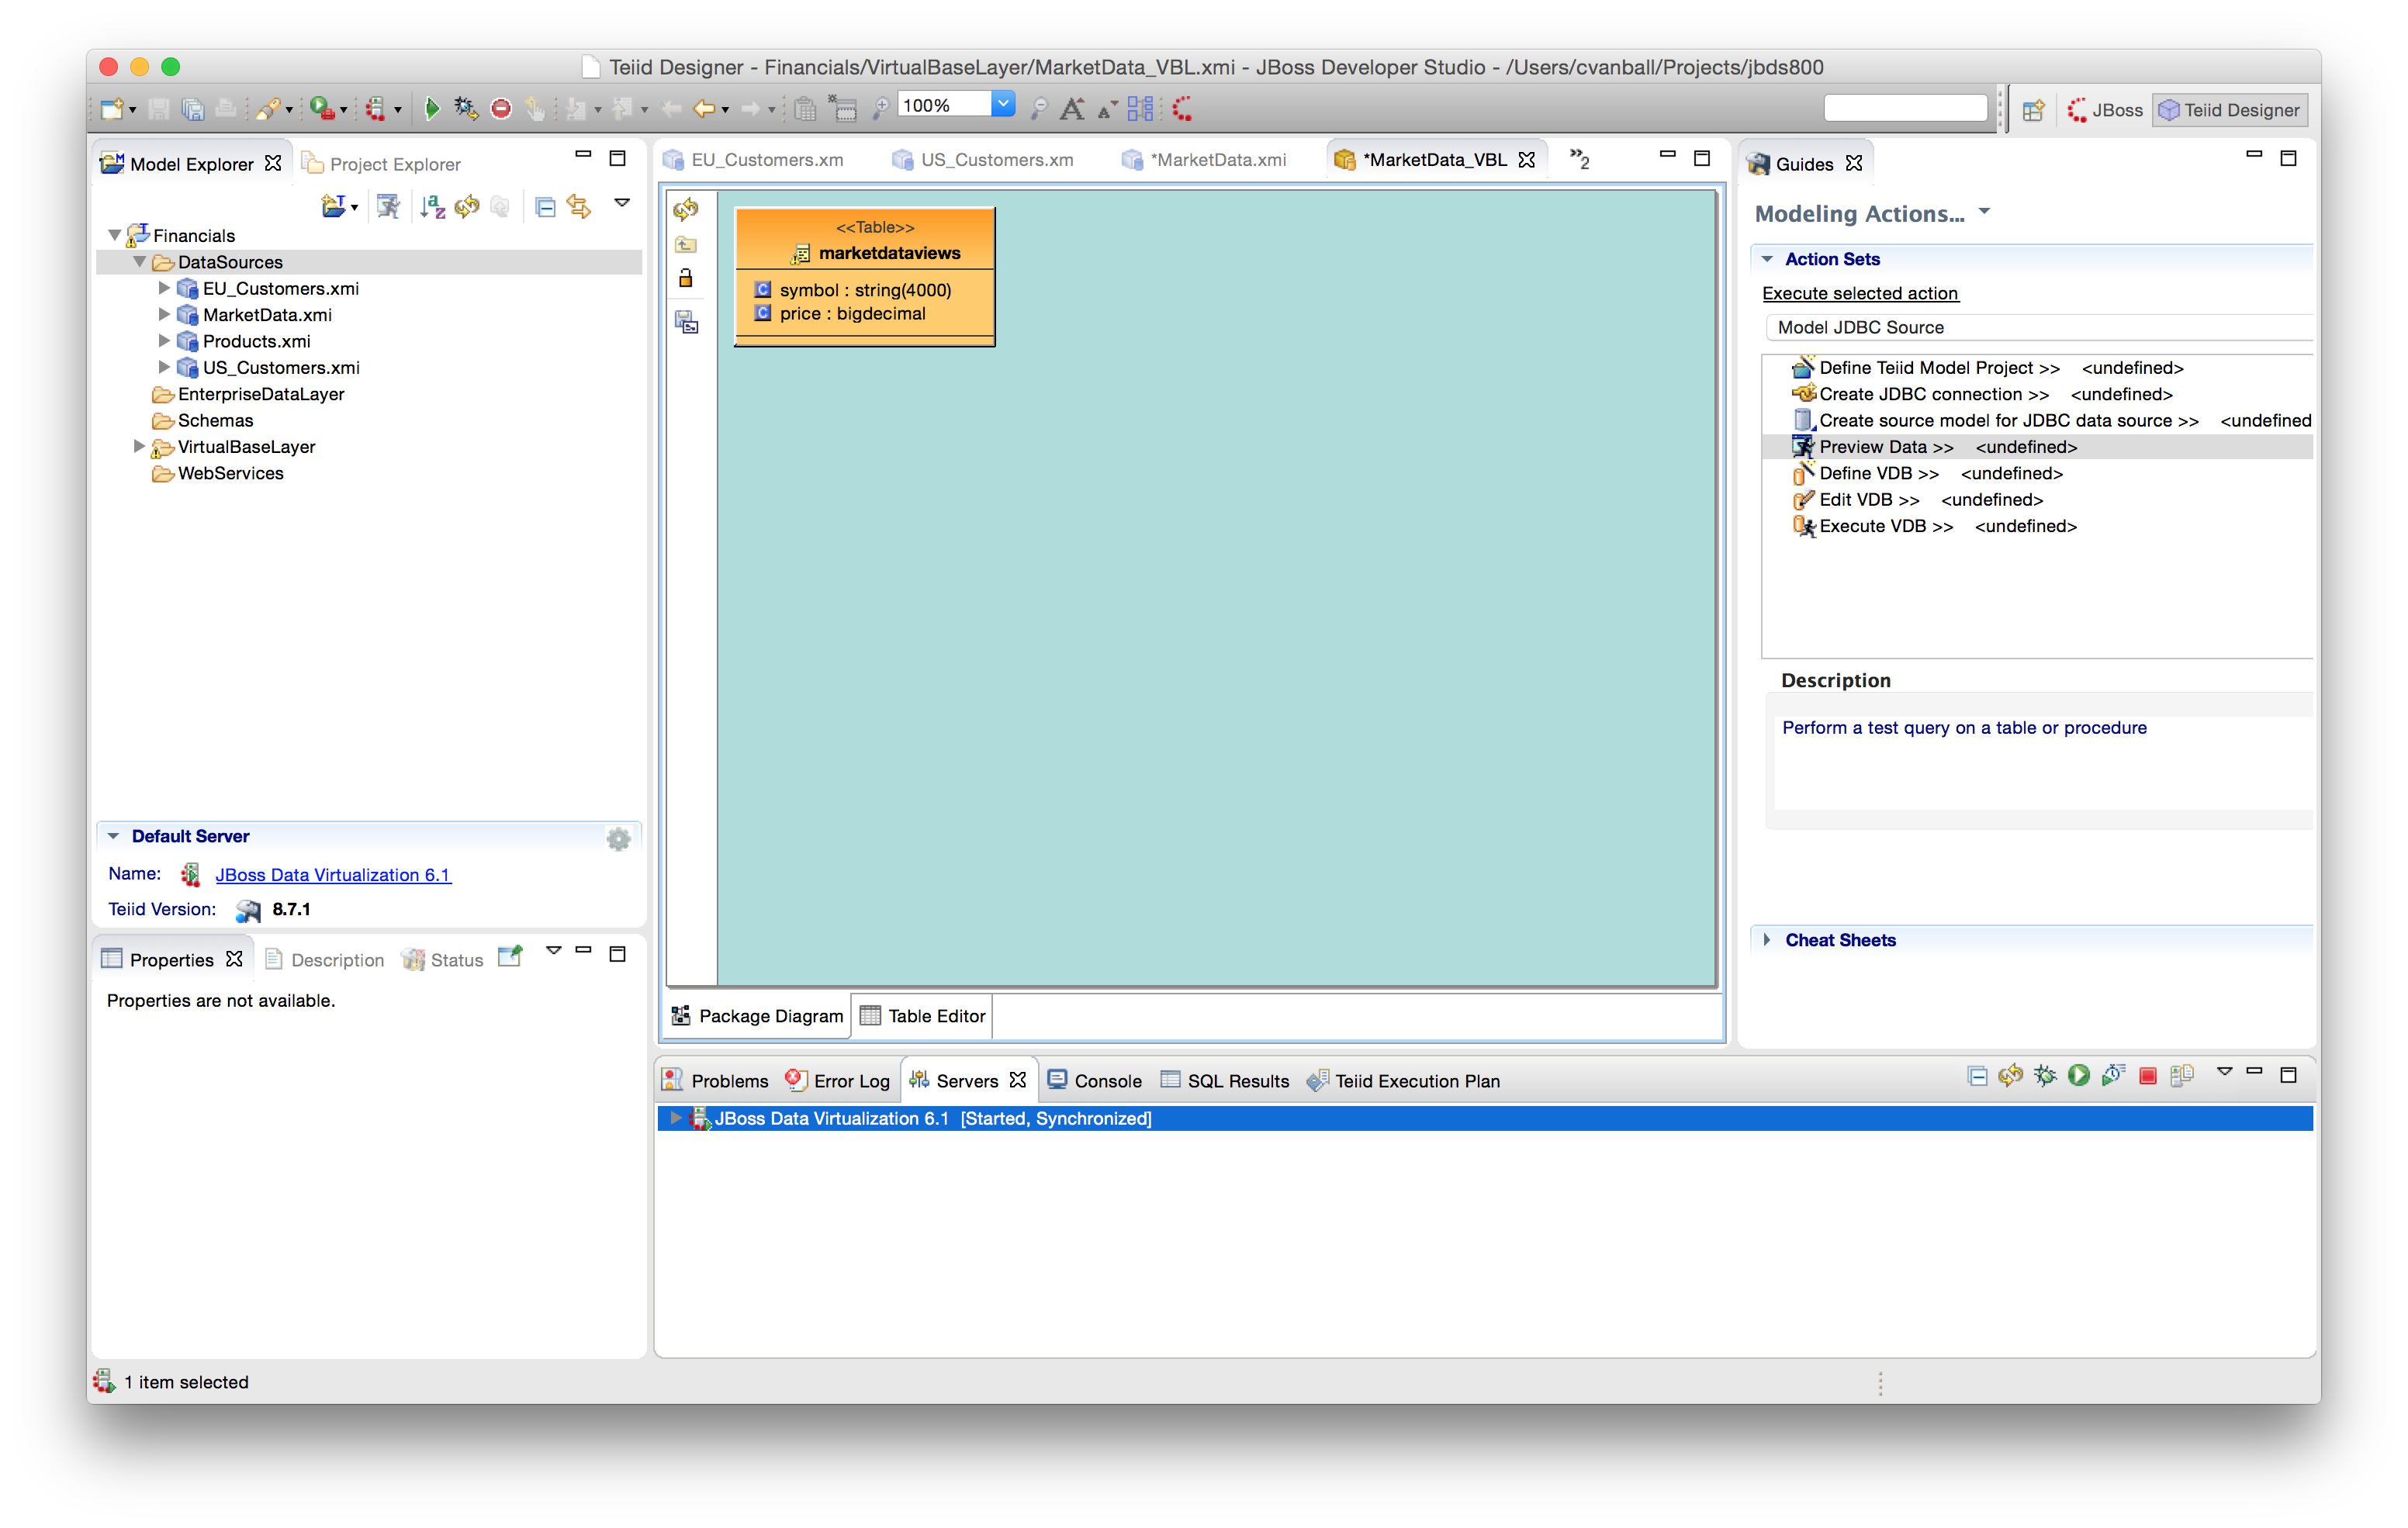 Teiid Designer - Financials/VirtualBaseLayer/MarketData_VBL.xmi - JBoss Developer Studio - /Users/cvanball/Projects/jbds800
100%
JBoss
Teiid Designer
Model Explorer
Project Explorer
Financials
DataSources
EU_Customers.xmi
MarketData.xmi
Products.xmi
US_Customers.xmi
EnterpriseDataLayer
Schemas
VirtualBaseLayer
WebServices
Default Server
Name: JBoss Data Virtualization 6.1
Teiid Version: 8.7.1
Properties
Description
Status
Properties are not available.
EU_Customers.xm
US_Customers.xm
*MarketData.xmi
*MarketData_VBL
»2
<<Table>>
marketdataviews
symbol : string(4000)
price : bigdecimal
Package Diagram
Table Editor
Guides
Modeling Actions...
Action Sets
Execute selected action
Model JDBC Source
Define Teiid Model Project >> <undefined>
Create JDBC connection >> <undefined>
Create source model for JDBC data source >> <undefined
Preview Data >> <undefined>
Define VDB >> <undefined>
Edit VDB >> <undefined>
Execute VDB >> <undefined>
Description
Perform a test query on a table or procedure
Cheat Sheets
Problems
Error Log
Servers
Console
SQL Results
Teiid Execution Plan
JBoss Data Virtualization 6.1 [Started, Synchronized]
1 item selected